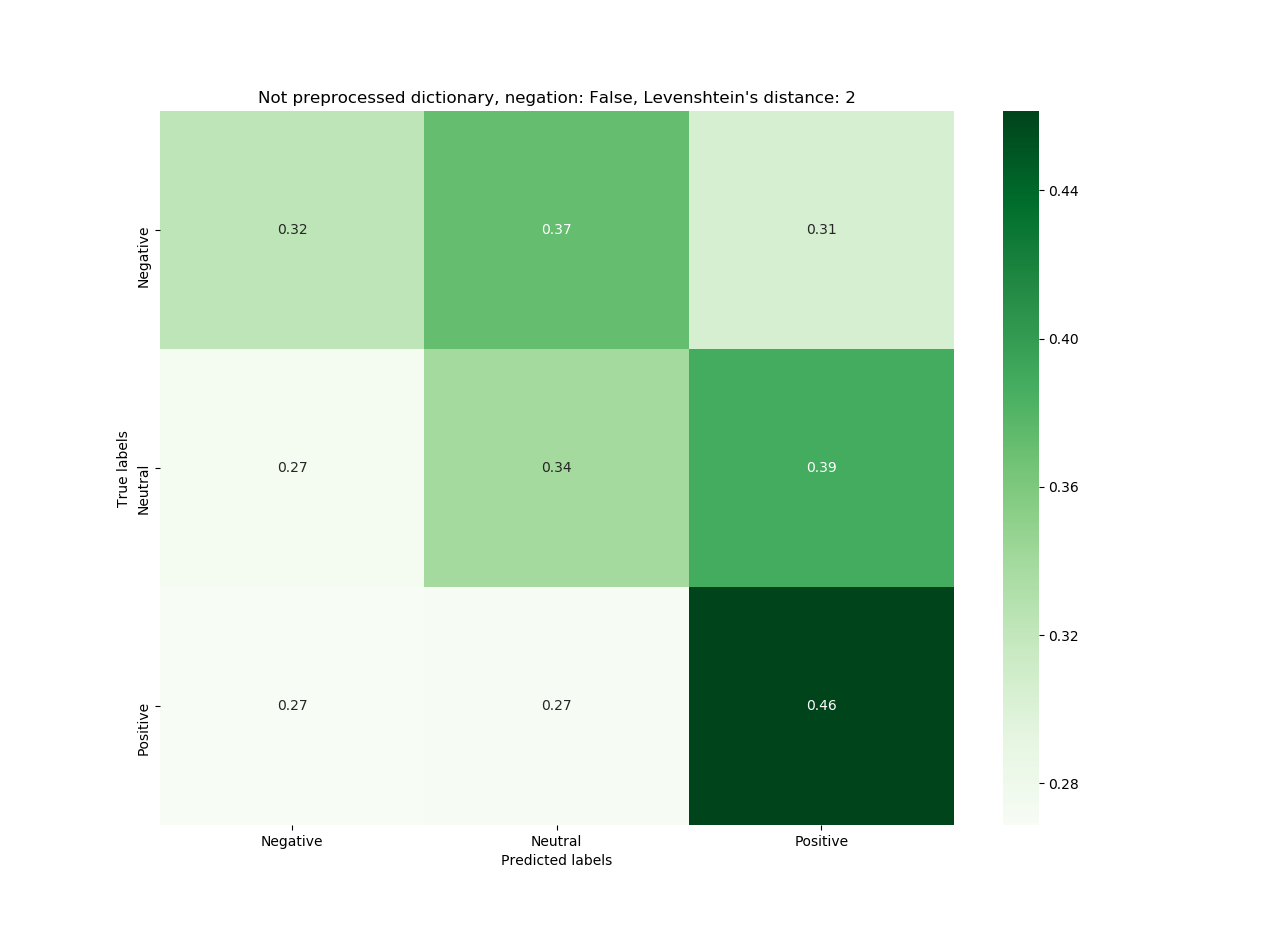 Not preprocessed dictionary, negation: False, Levenshtein's distance: 2
True labels
Negative
0.32 0.37 0.31
Neutral
0.27 0.34 0.39
Positive
0.27 0.27 0.46
Negative Neutral Positive
Predicted labels
0.44
0.40
0.36
0.32
0.28